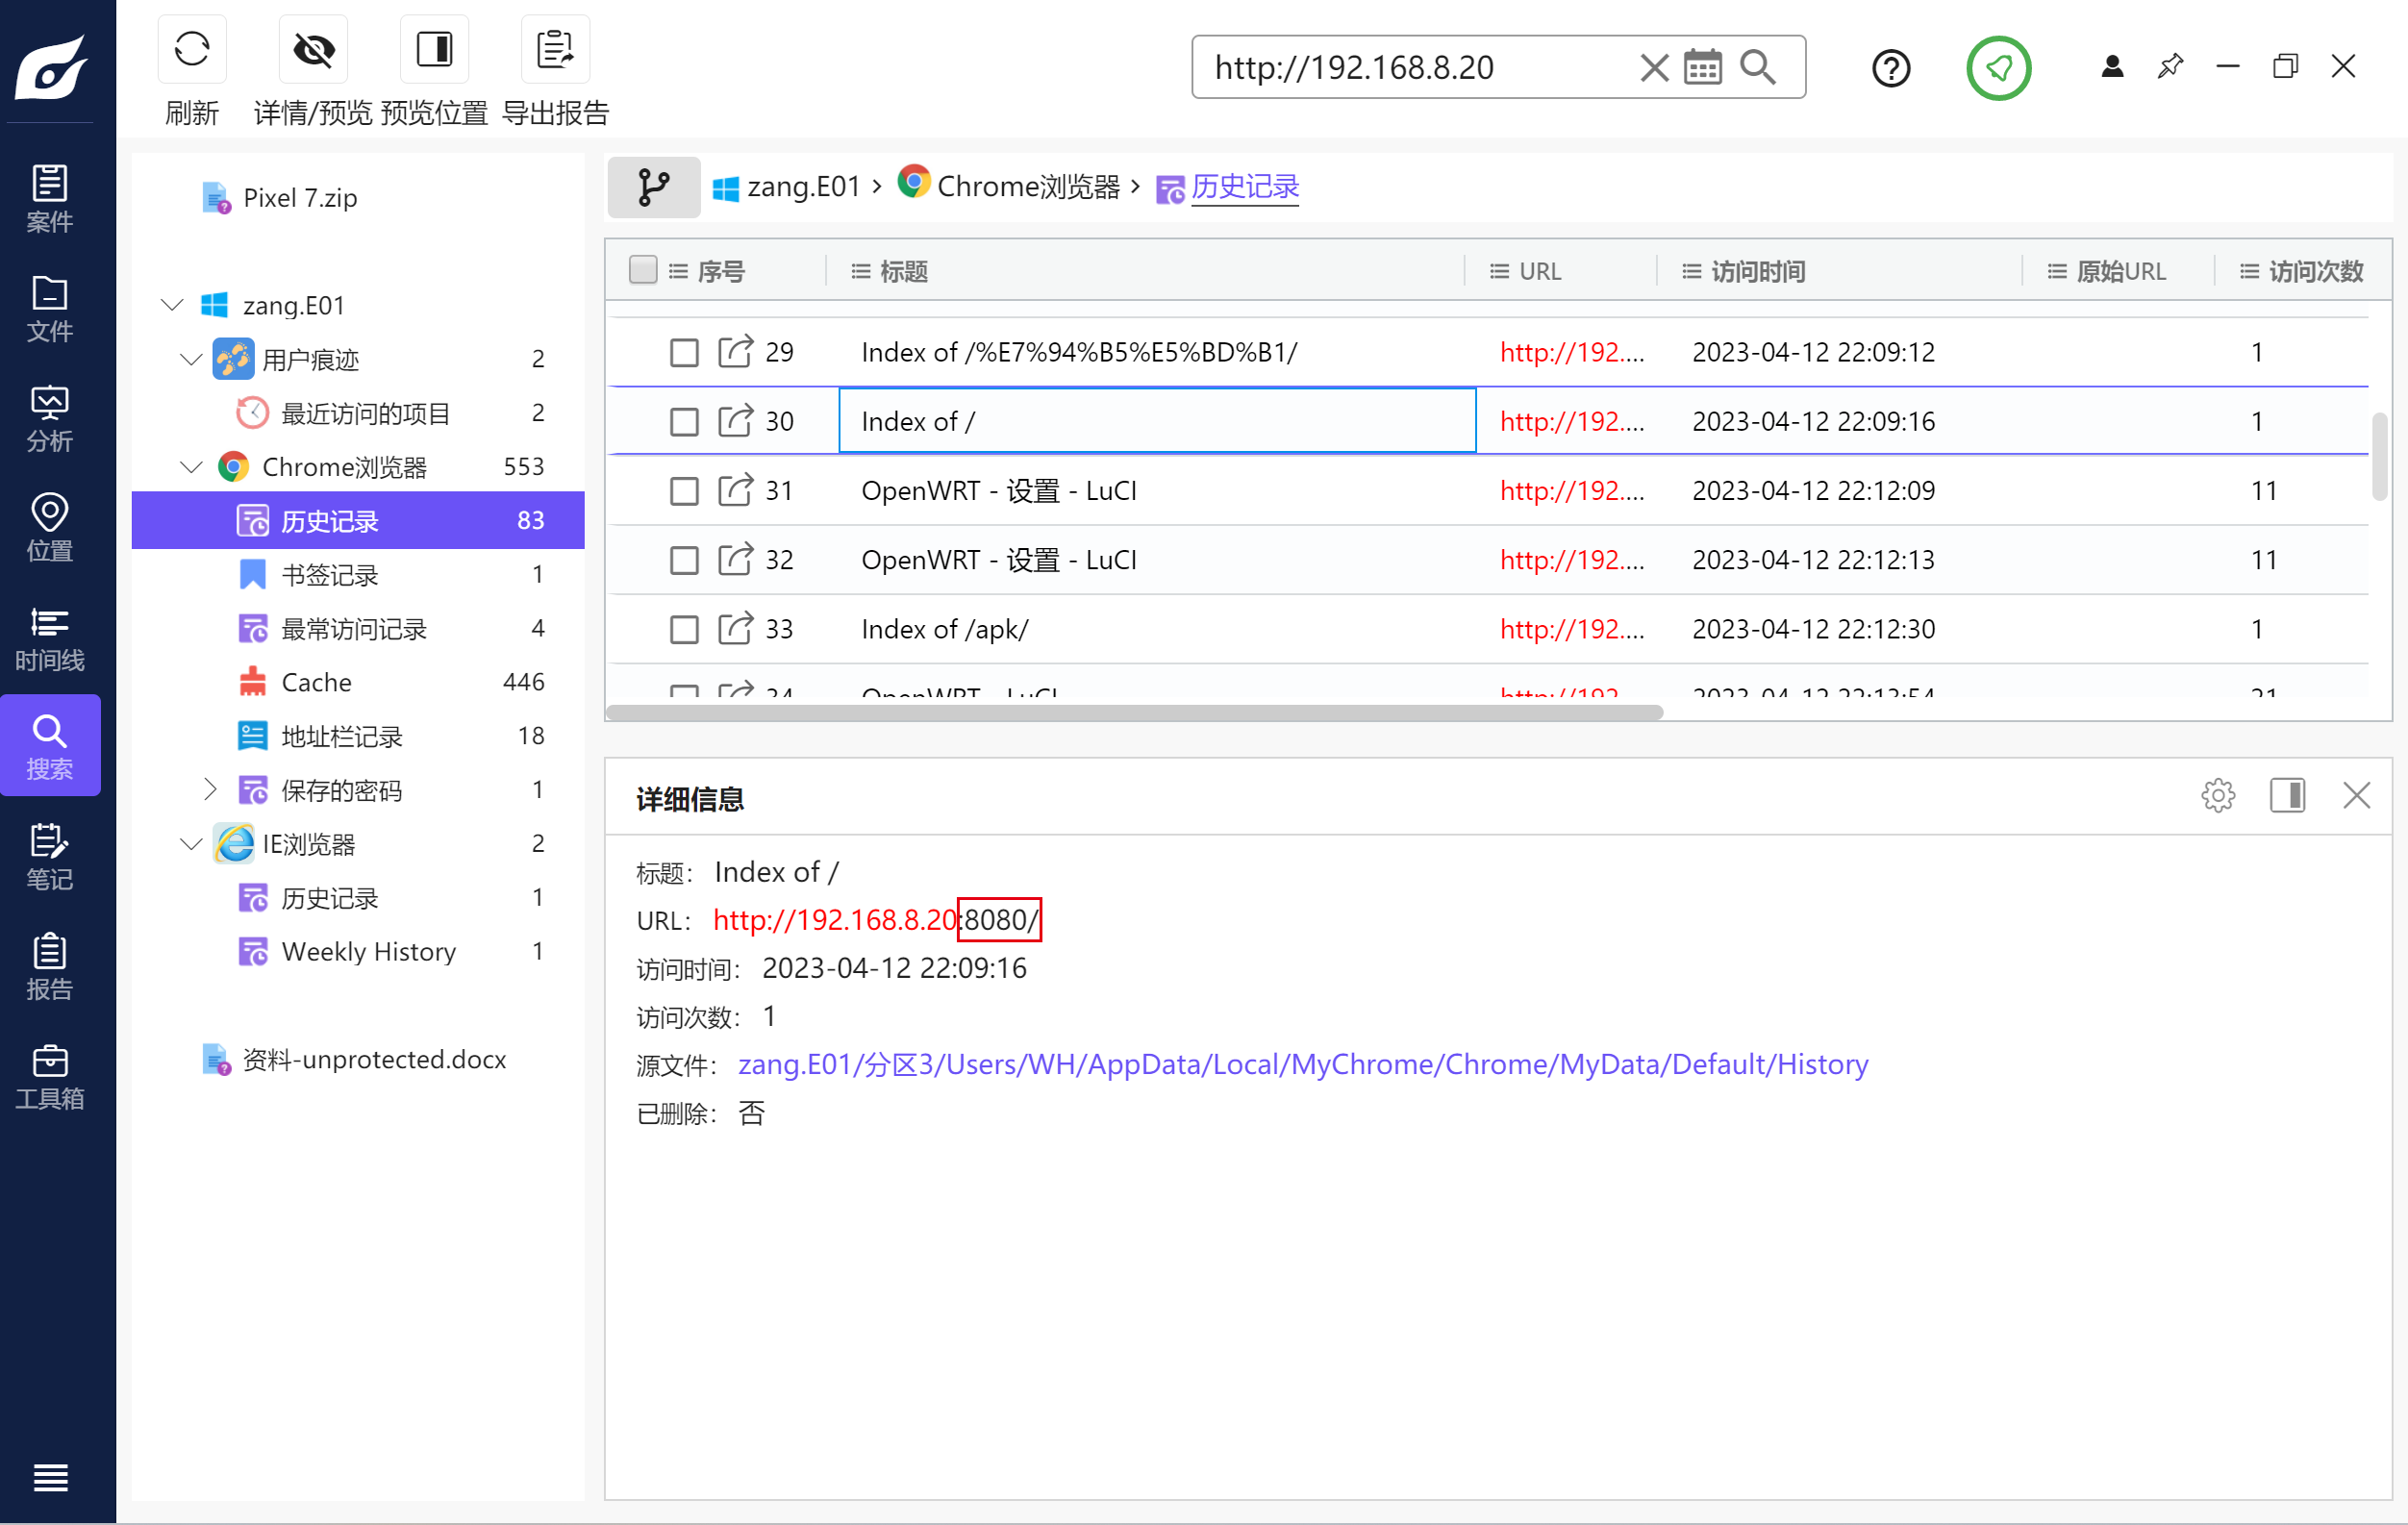 http://192.168.8.20
刷新 详情/预览 预览位置 导出报告
案件
文件
分析
位置
时间线
搜索
笔记
报告
工具箱
Pixel 7.zip
zang.E01
用户痕迹 2
最近访问的项目 2
Chrome浏览器 553
历史记录 83
书签记录 1
最常访问记录 4
Cache 446
地址栏记录 18
保存的密码 1
IE浏览器 2
历史记录 1
Weekly History 1
资料-unprotected.docx
zang.E01 › Chrome浏览器 › 历史记录
序号 标题 URL 访问时间 原始URL 访问次数
29 Index of /%E7%94%B5%E5%BD%B1/ http://192.... 2023-04-12 22:09:12 1
30 Index of / http://192.... 2023-04-12 22:09:16 1
31 OpenWRT - 设置 - LuCI http://192.... 2023-04-12 22:12:09 11
32 OpenWRT - 设置 - LuCI http://192.... 2023-04-12 22:12:13 11
33 Index of /apk/ http://192.... 2023-04-12 22:12:30 1
34 OpenWRT - LuCI http://192.... 2023-04-12 22:13:54 21
详细信息
标题: Index of /
URL: http://192.168.8.20:8080/
访问时间: 2023-04-12 22:09:16
访问次数: 1
源文件: zang.E01/分区3/Users/WH/AppData/Local/MyChrome/Chrome/MyData/Default/History
已删除: 否